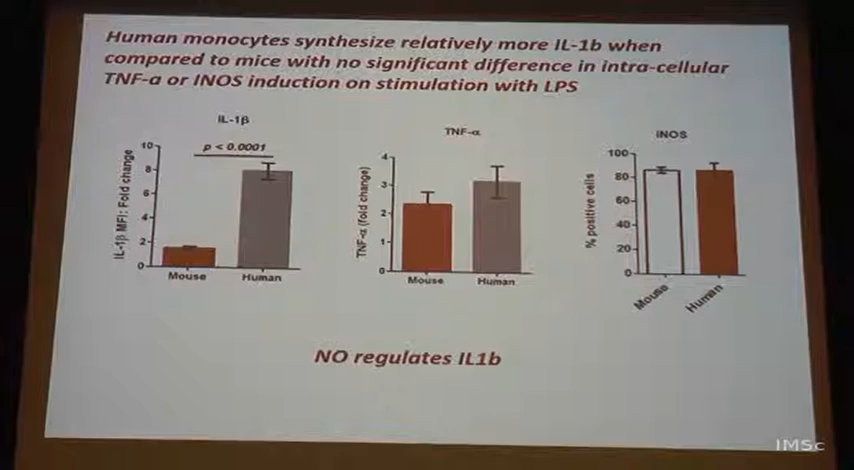 Human monocytes synthesize relatively more IL-1b when
compared to mice with no significant difference in intra-cellular
TNF-α or INOS induction on stimulation with LPS
IL-1β
p < 0.0001
IL-1β MFI: Fold change
10
8
6
4
2
0
Mouse
Human
TNF-α
TNF-α (fold change)
4
3
2
1
0
Mouse
Human
iNOS
% positive cells
100
80
60
40
20
0
Mouse
Human
NO regulates IL1b
IMSc